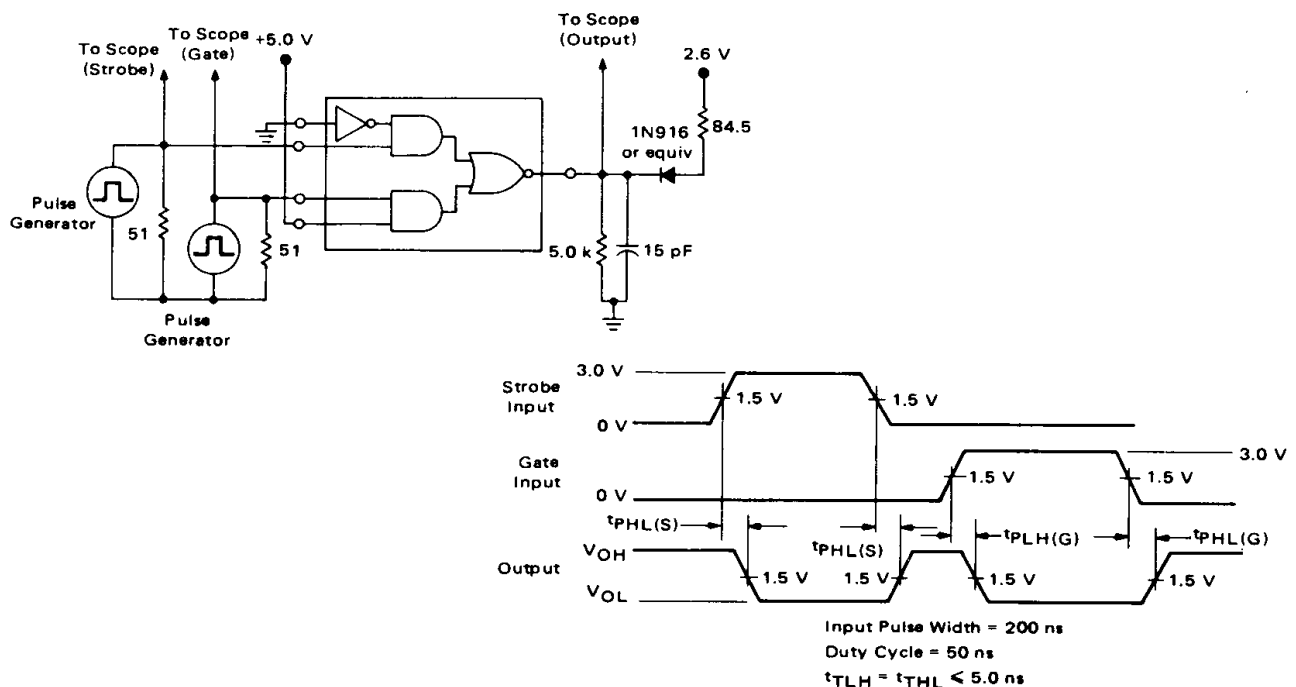 To Scope
(Strobe)
To Scope
(Gate)
+5.0 V
To Scope
(Output)
2.6 V
84.5
1N916
or equiv
Pulse
Generator
51
51
5.0 k
15 pF
Pulse
Generator
Strobe
Input
3.0 V
1.5 V
1.5 V
0 V
Gate
Input
3.0 V
1.5 V
1.5 V
0 V
tPHL(S)
tPHL(S)
tPLH(G)
tPHL(G)
Output
VOH
1.5 V
1.5 V
1.5 V
1.5 V
VOL
Input Pulse Width = 200 ns
Duty Cycle = 50 ns
tTLH = tTHL ≤ 5.0 ns